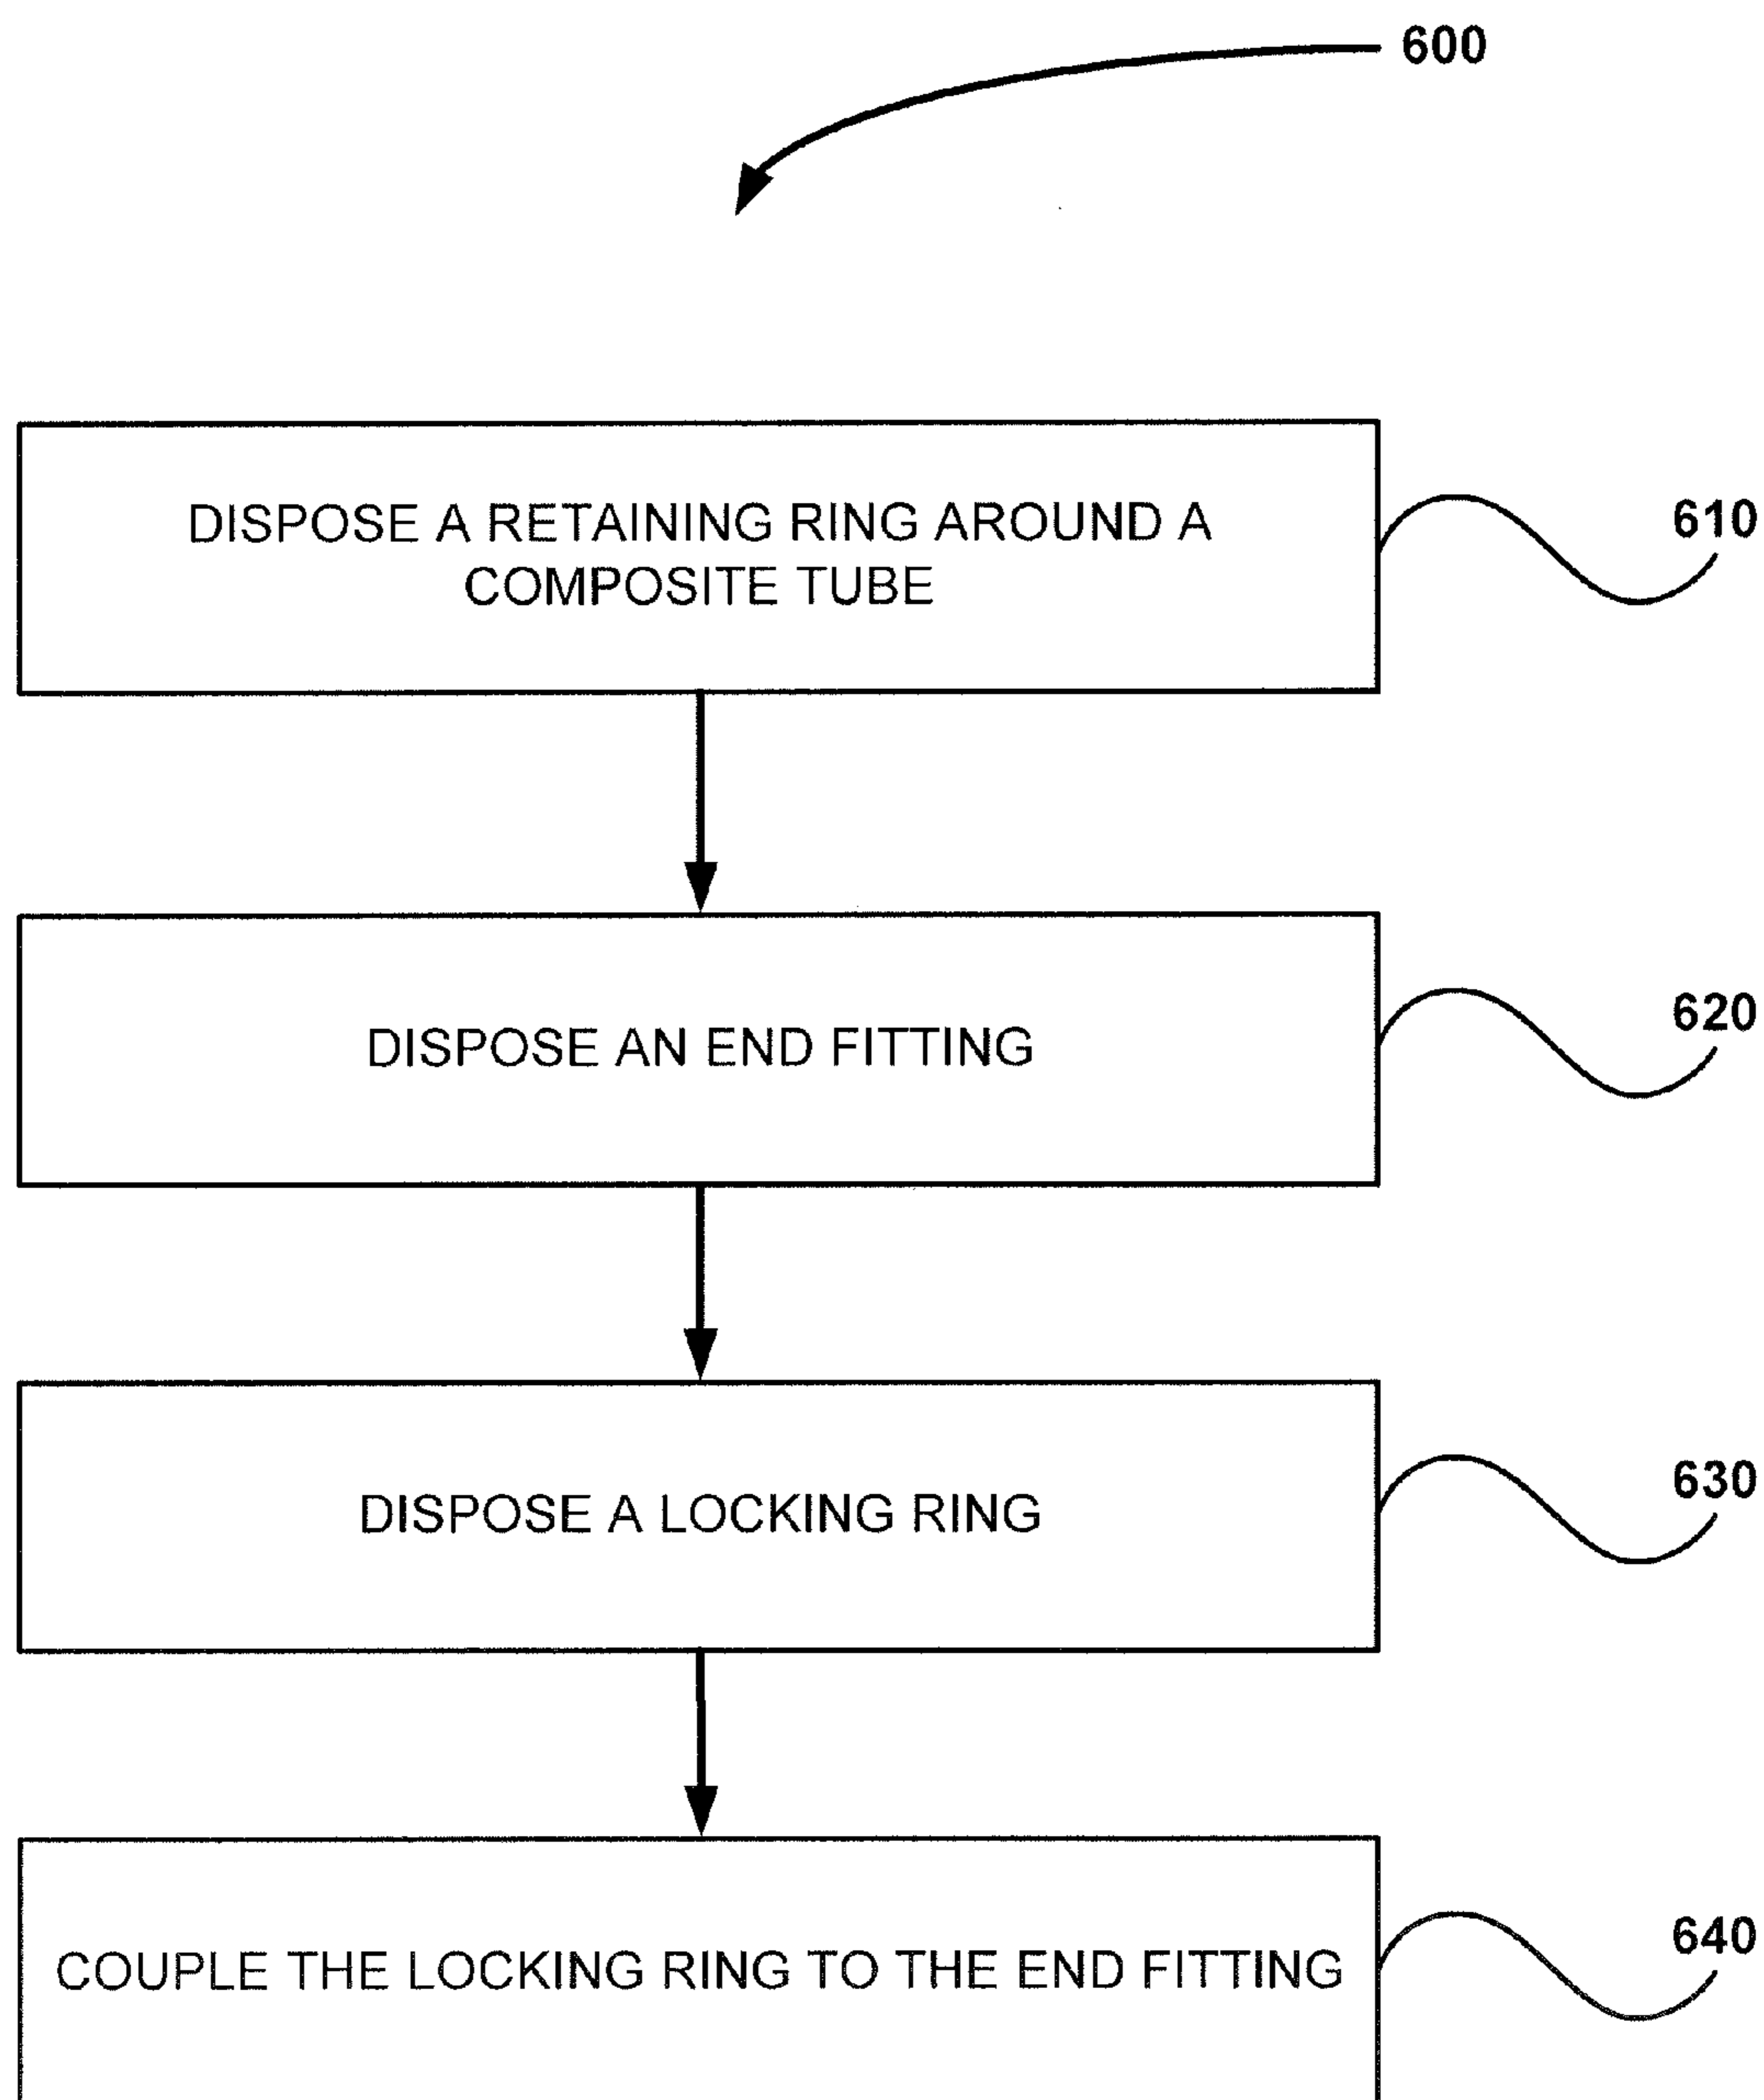 600
DISPOSE A RETAINING RING AROUND A
COMPOSITE TUBE
610
DISPOSE AN END FITTING
620
DISPOSE A LOCKING RING
630
COUPLE THE LOCKING RING TO THE END FITTING
640